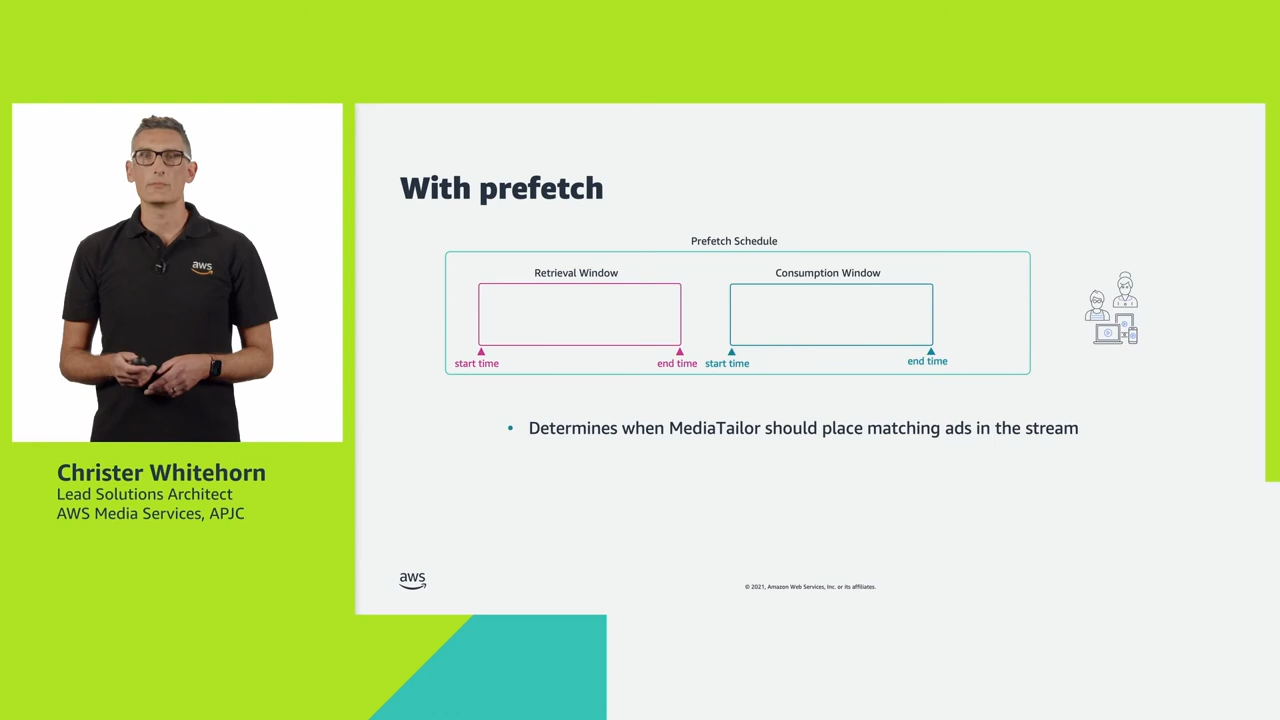 aws
Christer Whitehorn
Lead Solutions Architect
AWS Media Services, APJC
With prefetch
Prefetch Schedule
Retrieval Window
Consumption Window
start time
end time
start time
end time
• Determines when MediaTailor should place matching ads in the stream
aws
© 2021, Amazon Web Services, Inc. or its affiliates.